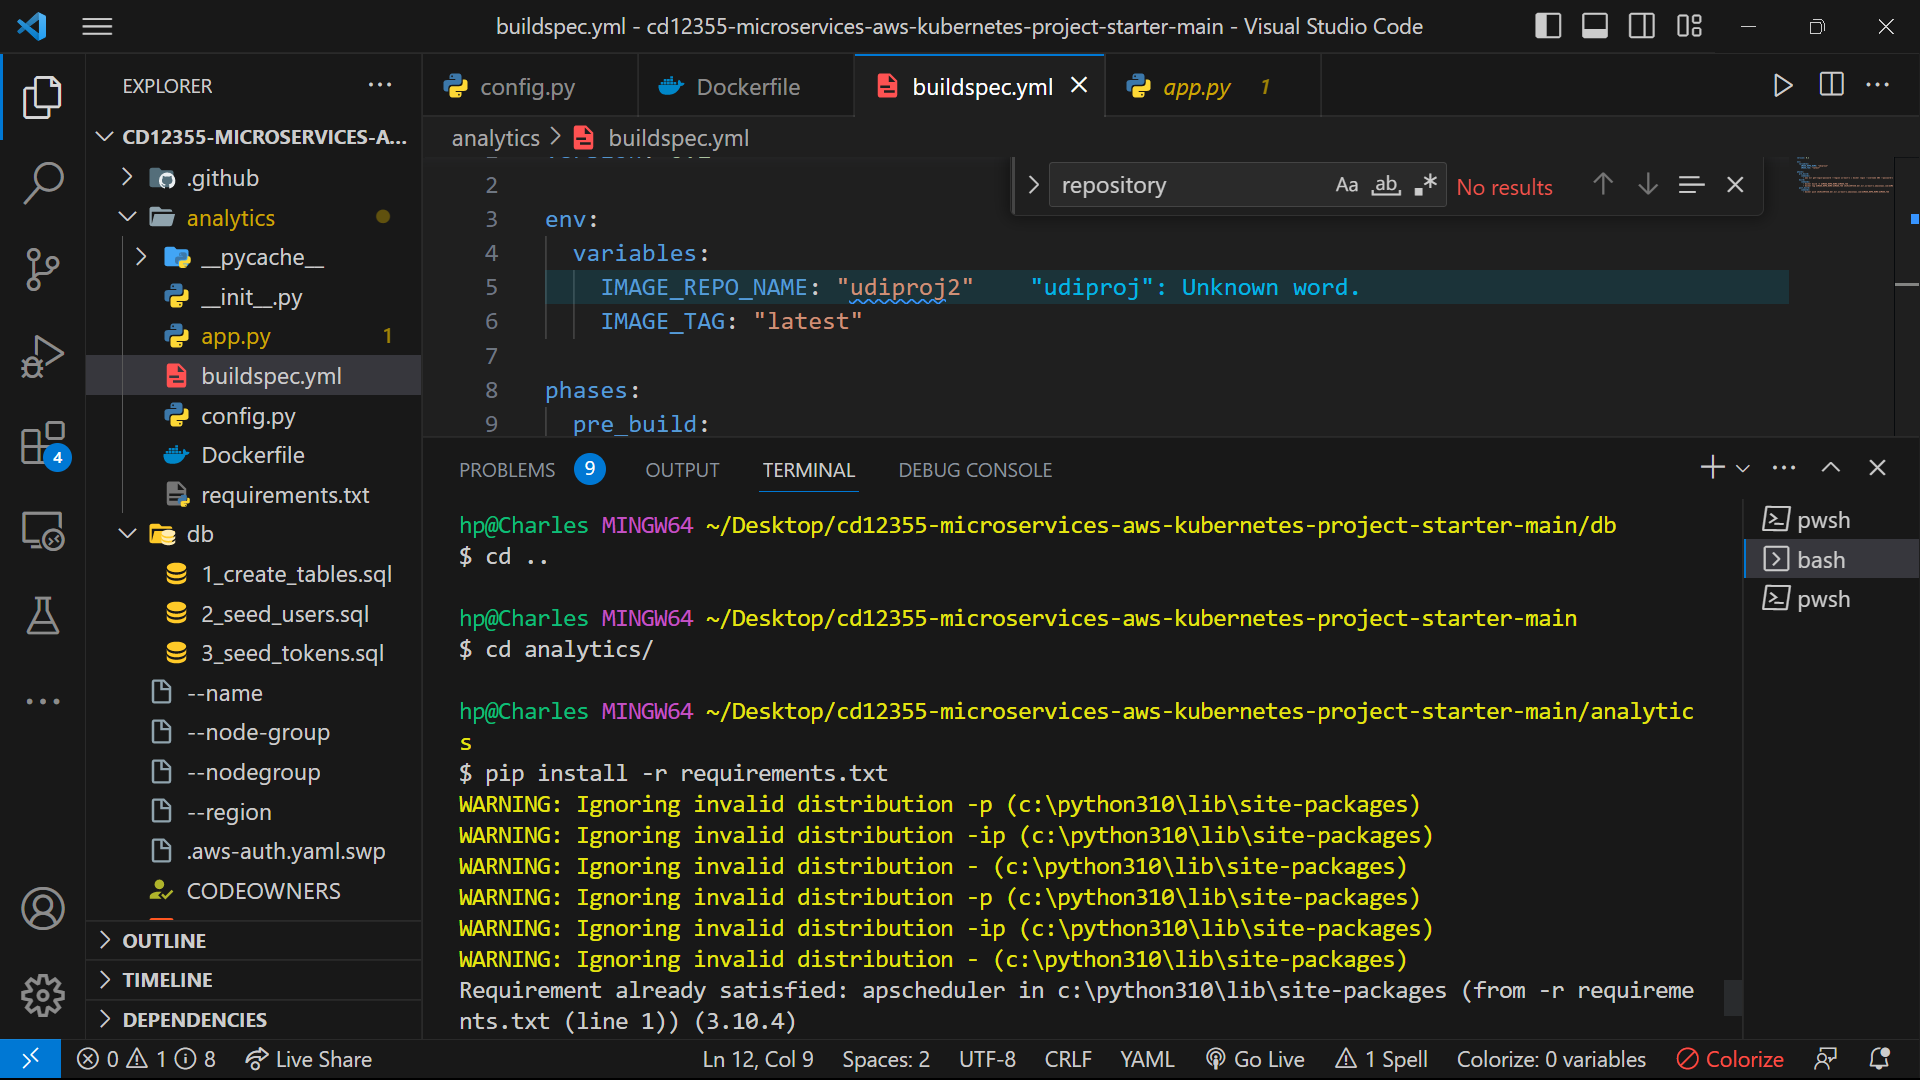 buildspec.yml - cd12355-microservices-aws-kubernetes-project-starter-main - Visual Studio Code
EXPLORER
CD12355-MICROSERVICES-A...
.github
analytics
__pycache__
__init__.py
app.py 1
buildspec.yml
config.py
Dockerfile
requirements.txt
db
1_create_tables.sql
2_seed_users.sql
3_seed_tokens.sql
--name
--node-group
--nodegroup
--region
.aws-auth.yaml.swp
CODEOWNERS
OUTLINE
TIMELINE
DEPENDENCIES
4
config.py
Dockerfile
buildspec.yml
app.py 1
analytics > buildspec.yml
repository Aa ab No results
2
3 env:
4 variables:
5 IMAGE_REPO_NAME: "udiproj2" "udiproj": Unknown word.
6 IMAGE_TAG: "latest"
7
8 phases:
9 pre_build:
PROBLEMS 9 OUTPUT TERMINAL DEBUG CONSOLE
hp@Charles MINGW64 ~/Desktop/cd12355-microservices-aws-kubernetes-project-starter-main/db
$ cd ..
hp@Charles MINGW64 ~/Desktop/cd12355-microservices-aws-kubernetes-project-starter-main
$ cd analytics/
hp@Charles MINGW64 ~/Desktop/cd12355-microservices-aws-kubernetes-project-starter-main/analytic
s
$ pip install -r requirements.txt
WARNING: Ignoring invalid distribution -p (c:\python310\lib\site-packages)
WARNING: Ignoring invalid distribution -ip (c:\python310\lib\site-packages)
WARNING: Ignoring invalid distribution - (c:\python310\lib\site-packages)
WARNING: Ignoring invalid distribution -p (c:\python310\lib\site-packages)
WARNING: Ignoring invalid distribution -ip (c:\python310\lib\site-packages)
WARNING: Ignoring invalid distribution - (c:\python310\lib\site-packages)
Requirement already satisfied: apscheduler in c:\python310\lib\site-packages (from -r requireme
nts.txt (line 1)) (3.10.4)
pwsh
bash
pwsh
0 1 8 Live Share Ln 12, Col 9 Spaces: 2 UTF-8 CRLF YAML Go Live 1 Spell Colorize: 0 variables Colorize